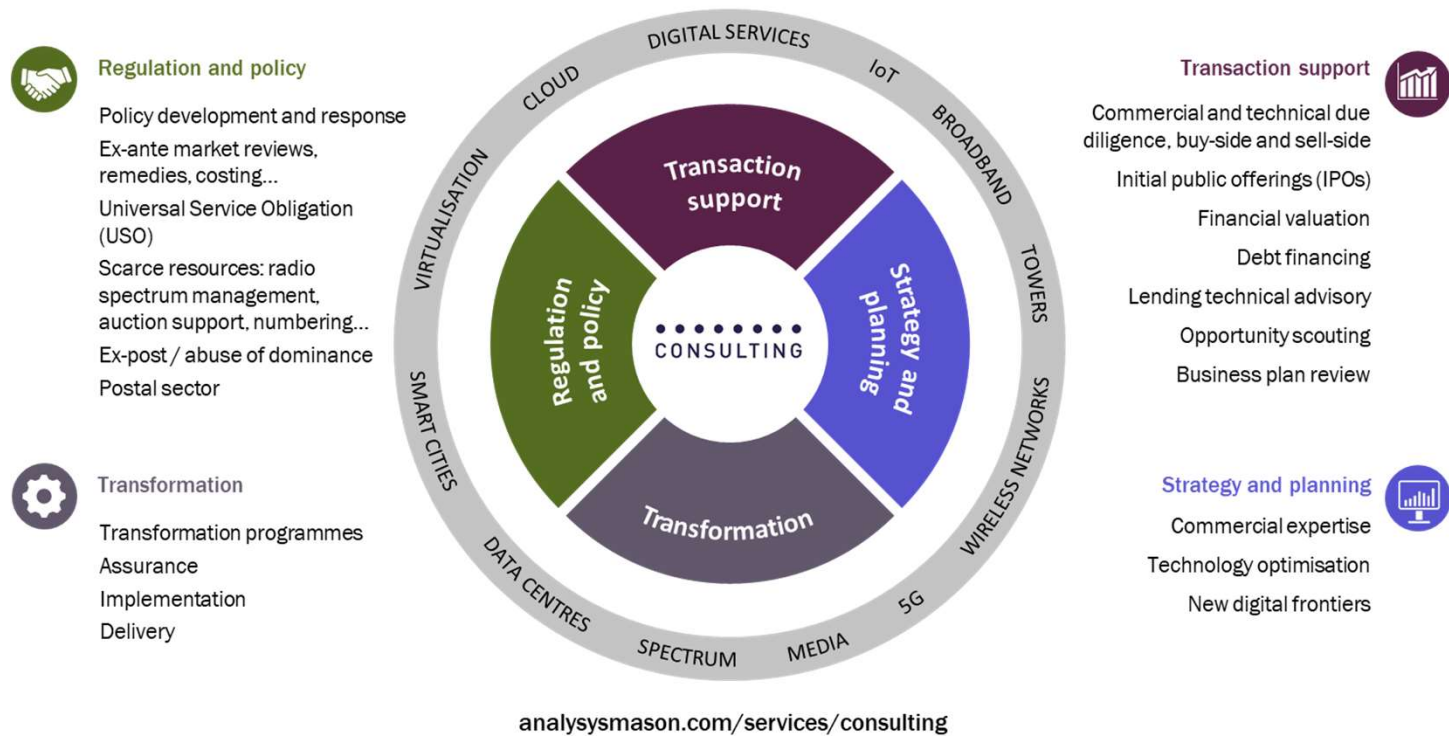 Regulation and policy
Policy development and response
Ex-ante market reviews,
remedies, costing...
Universal Service Obligation
(USO)
Scarce resources: radio
spectrum management,
auction support, numbering...
Ex-post / abuse of dominance
Postal sector
Transformation
Transformation programmes
Assurance
Implementation
Delivery
DIGITAL SERVICES
IoT
BROADBAND
TOWERS
WIRELESS NETWORKS
5G
MEDIA
SPECTRUM
DATA CENTRES
SMART CITIES
VIRTUALISATION
CLOUD
Transaction
support
Strategy and
planning
Transformation
Regulation
and policy
CONSULTING
Transaction support
Commercial and technical due
diligence, buy-side and sell-side
Initial public offerings (IPOs)
Financial valuation
Debt financing
Lending technical advisory
Opportunity scouting
Business plan review
Strategy and planning
Commercial expertise
Technology optimisation
New digital frontiers
analysysmason.com/services/consulting